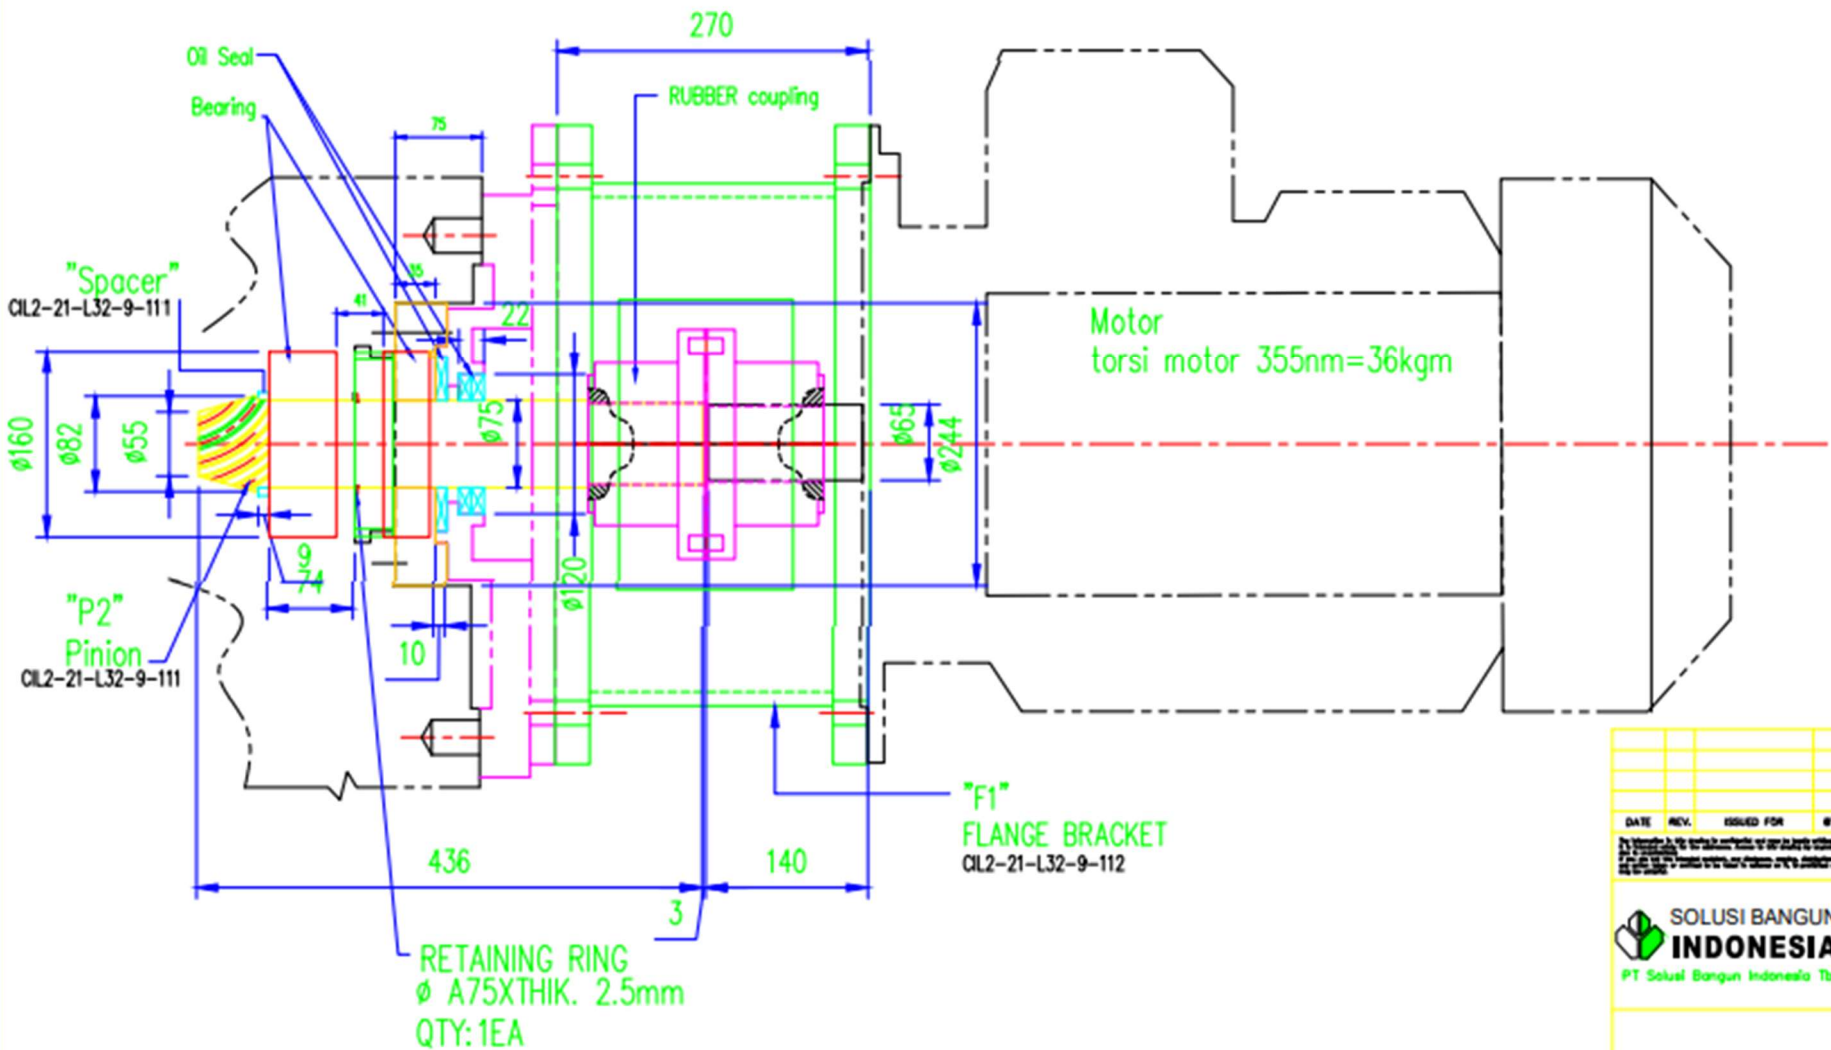 270
Oil Seal
Bearing
RUBBER coupling
75
"Spacer"
CIL2-21-L32-9-111
35
41
22
Motor
torsi motor 355nm=36kgm
ø160
ø82
ø55
ø75
ø65
ø244
9
74
ø120
"P2"
Pinion
CIL2-21-L32-9-111
10
"F1"
FLANGE BRACKET
CIL2-21-L32-9-112
436
140
3
RETAINING RING
ø A75XTHIK. 2.5mm
QTY:1EA
DATE REV. ISSUED FOR
SOLUSI BANGUN
INDONESIA
PT Solusi Bangun Indonesia Tb